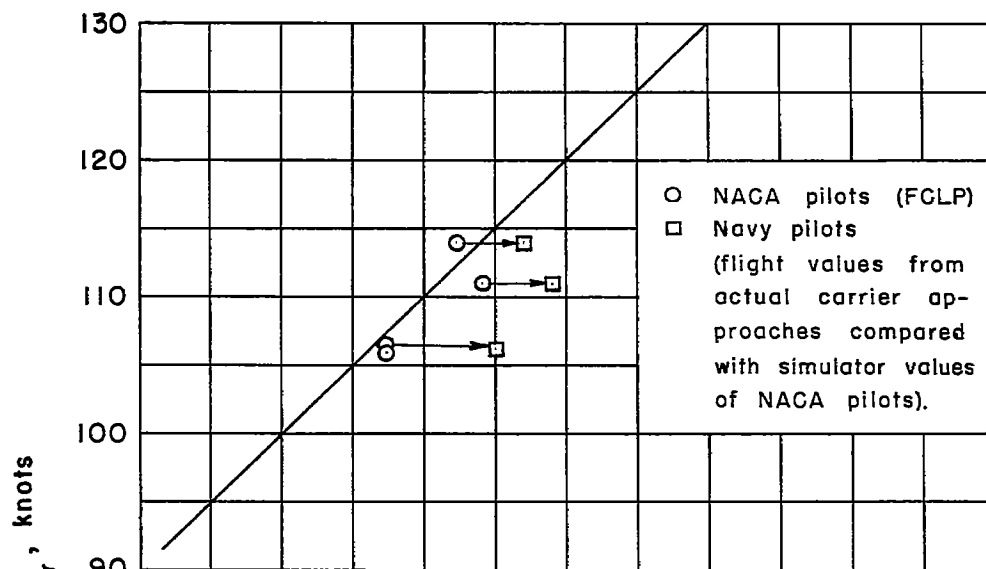 130
120
110
100
90
, knots
NACA pilots (FCLP)
Navy pilots
(flight values from
actual carrier ap-
proaches compared
with simulator values
of NACA pilots).